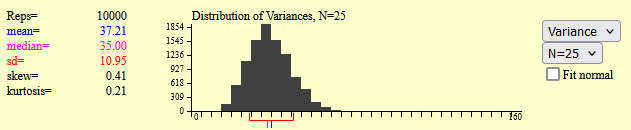 Reps= 10000
mean= 37.21
median= 35.00
sd= 10.95
skew= 0.41
kurtosis= 0.21
Distribution of Variances, N=25
1854
1545
1236
927
618
309
0
0 160
Variance
N=25
Fit normal